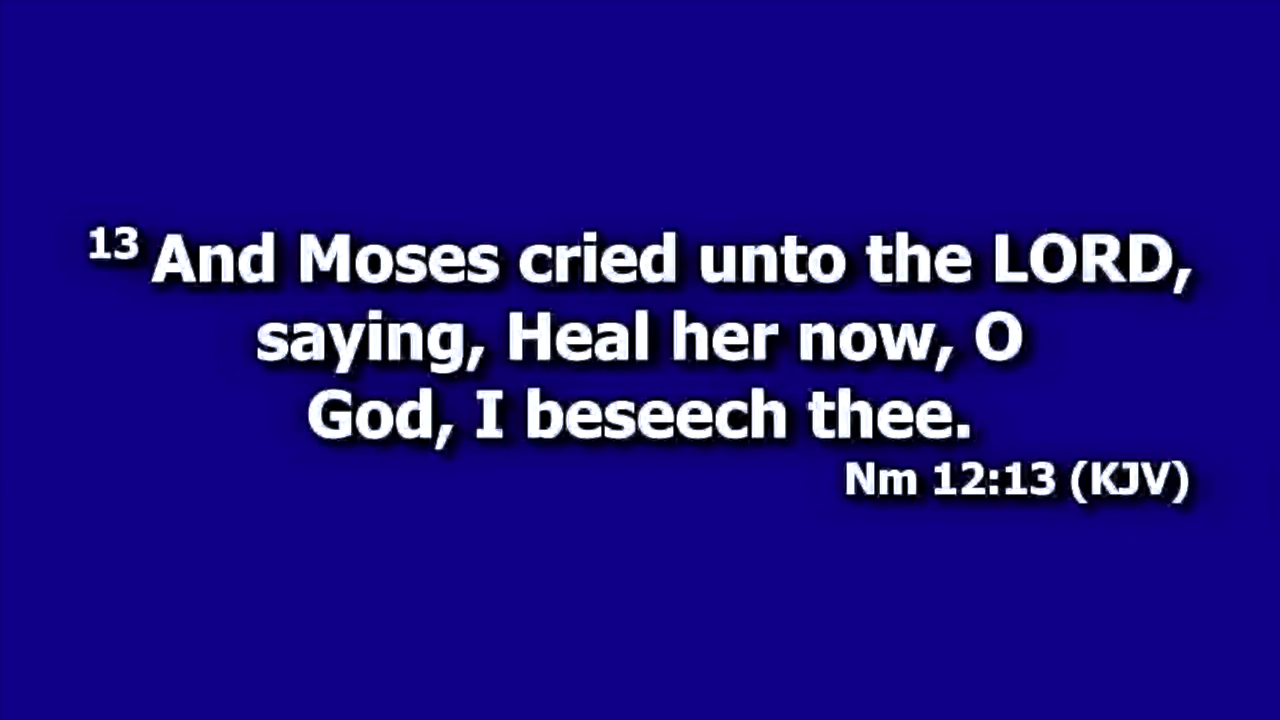 13 And Moses cried unto the LORD,
saying, Heal her now, O
God, I beseech thee.
Nm 12:13 (KJV)